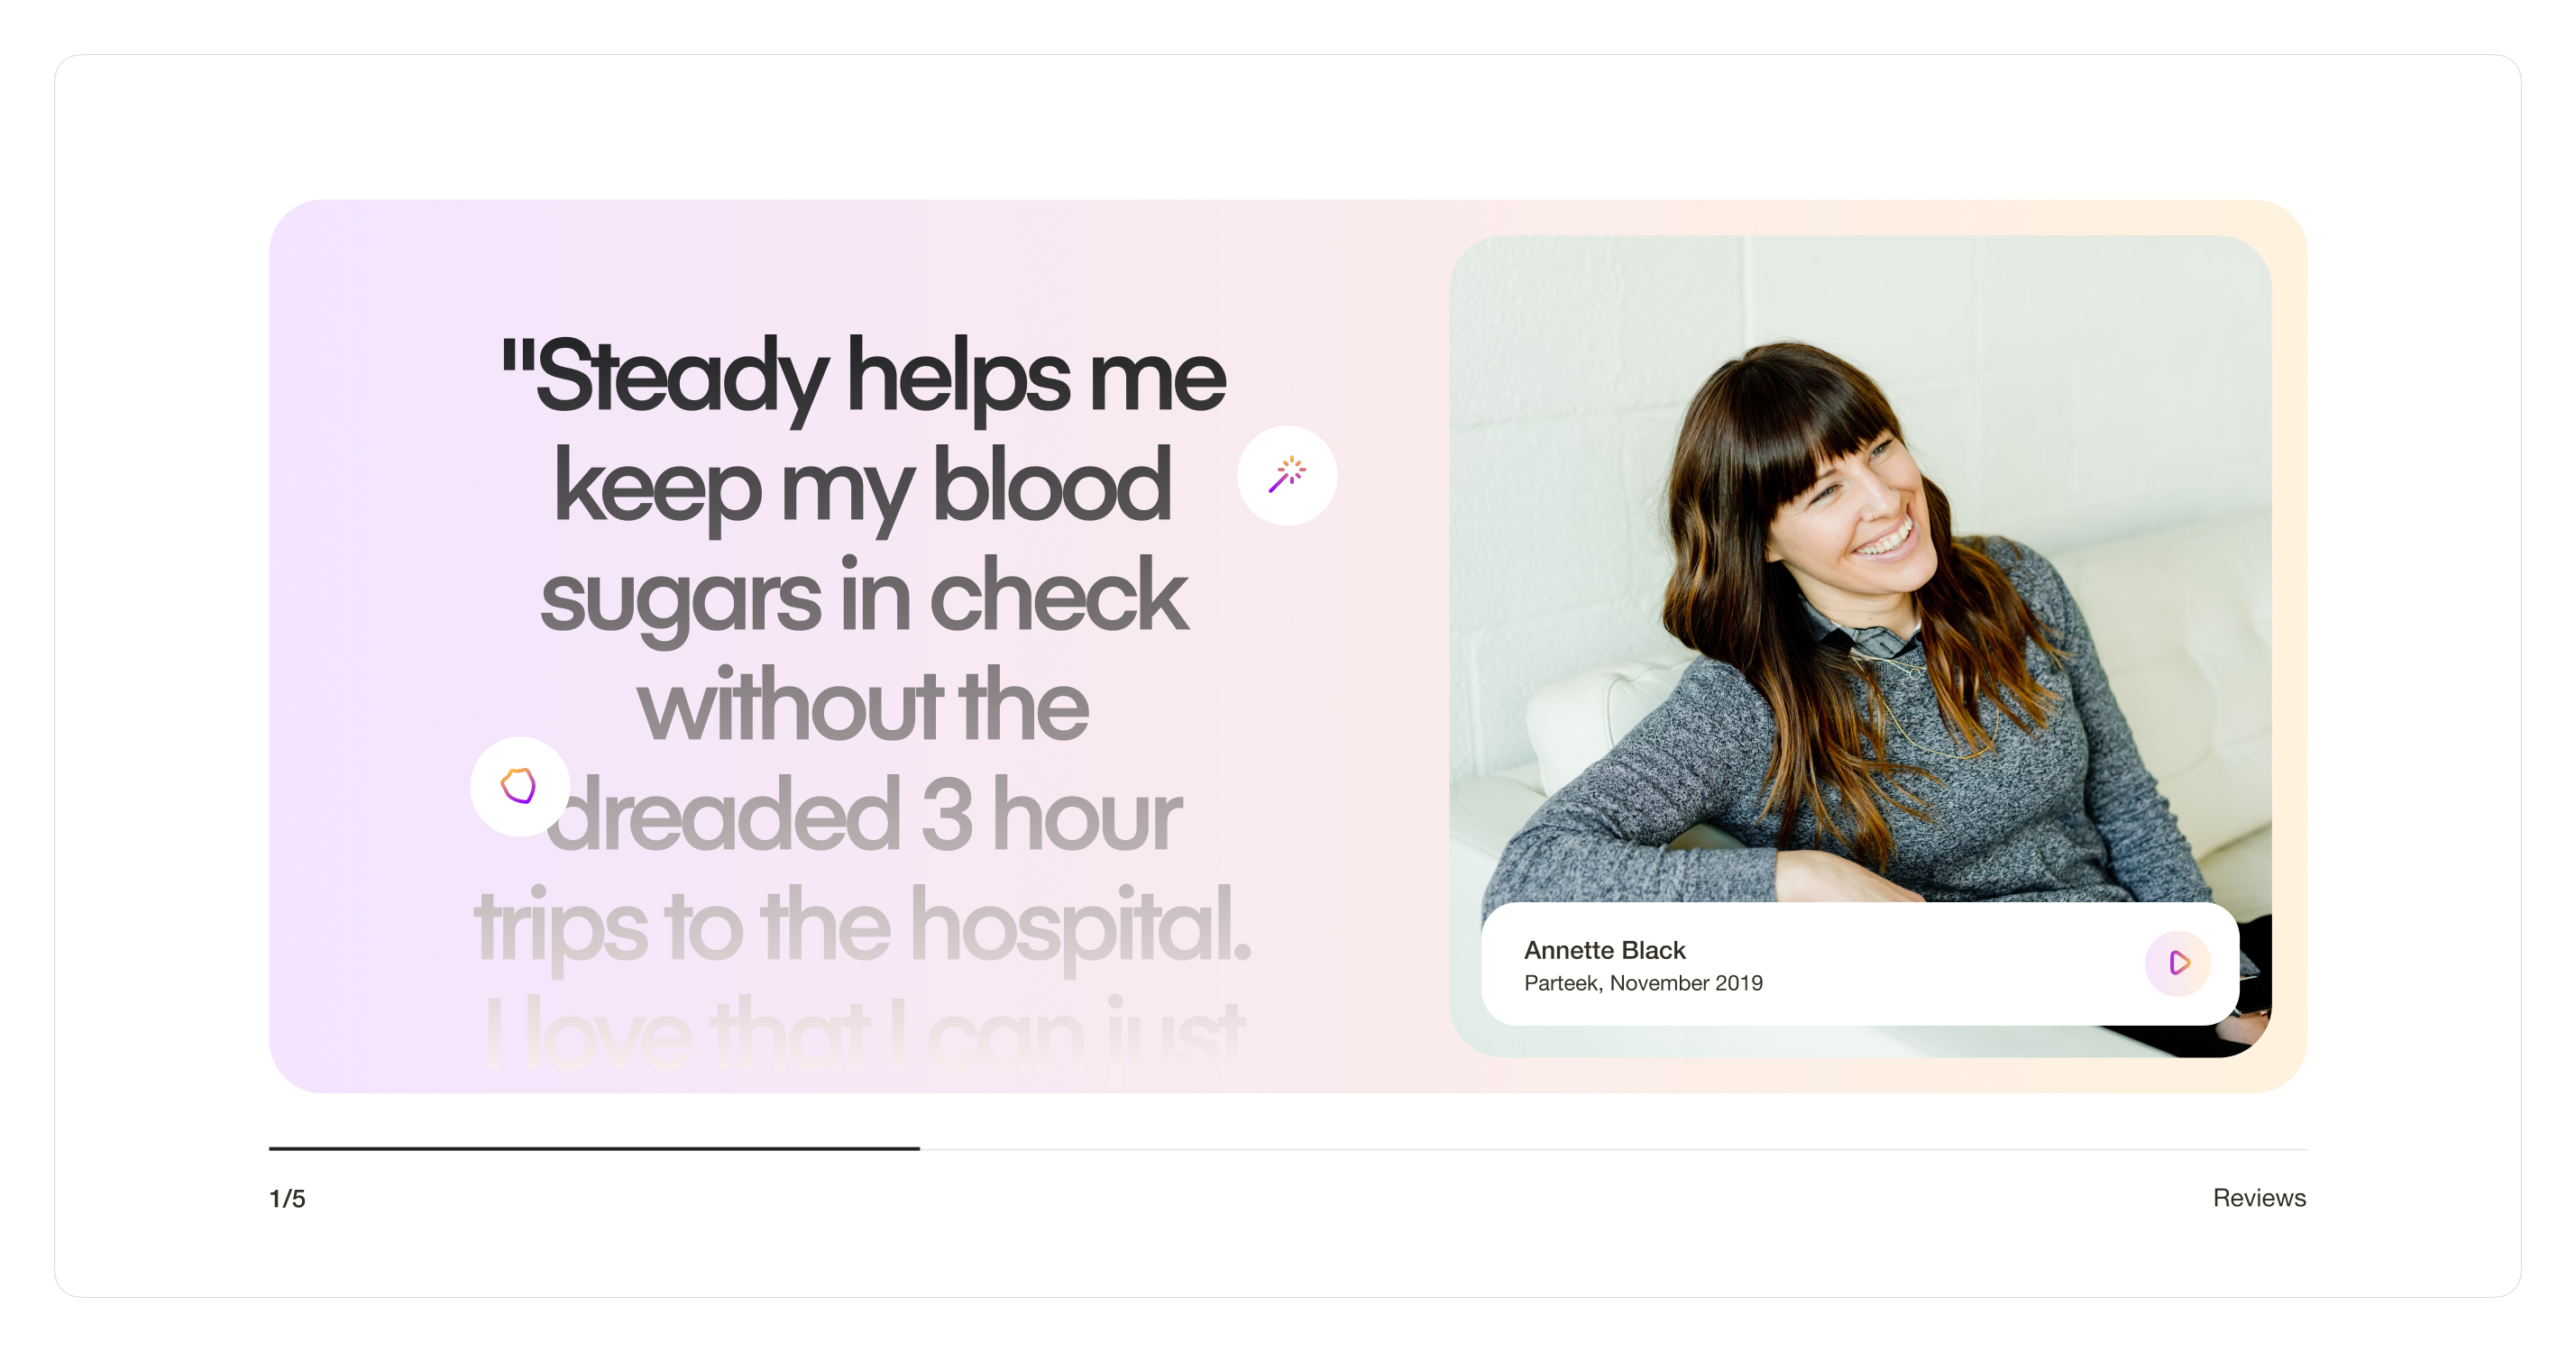 "Steady helps me
keep my blood
sugars in check
without the
dreaded 3 hour
trips to the hospital.
I love that I can just
Annette Black
Parteek, November 2019
1/5
Reviews